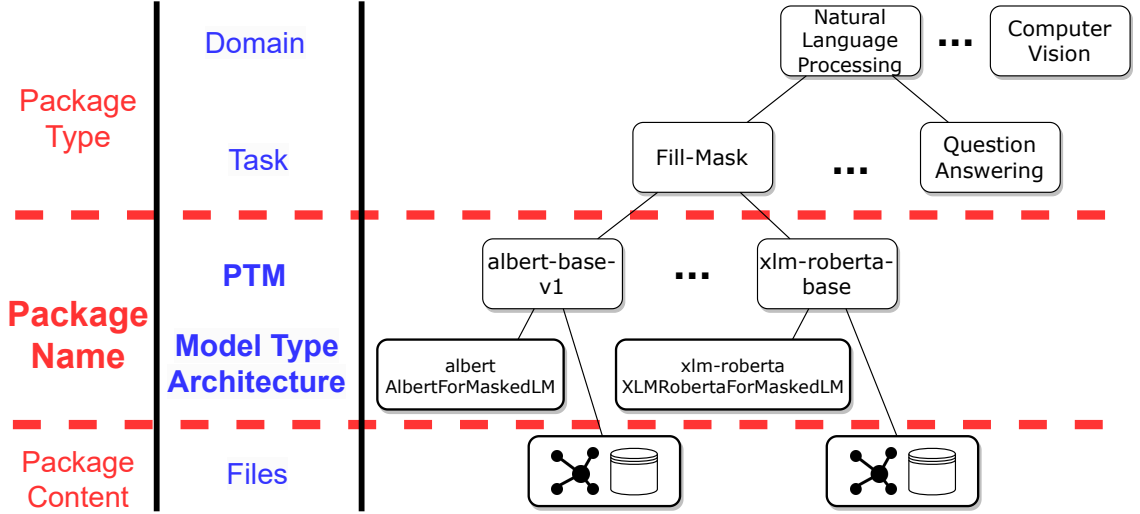 Package
Type
Domain
Task
Natural
Language
Processing
...
Computer
Vision
Fill-Mask
...
Question
Answering
Package
Name
PTM
Model Type
Architecture
albert-base-
v1
...
xlm-roberta-
base
albert
AlbertForMaskedLM
xlm-roberta
XLMRobertaForMaskedLM
Package
Content
Files